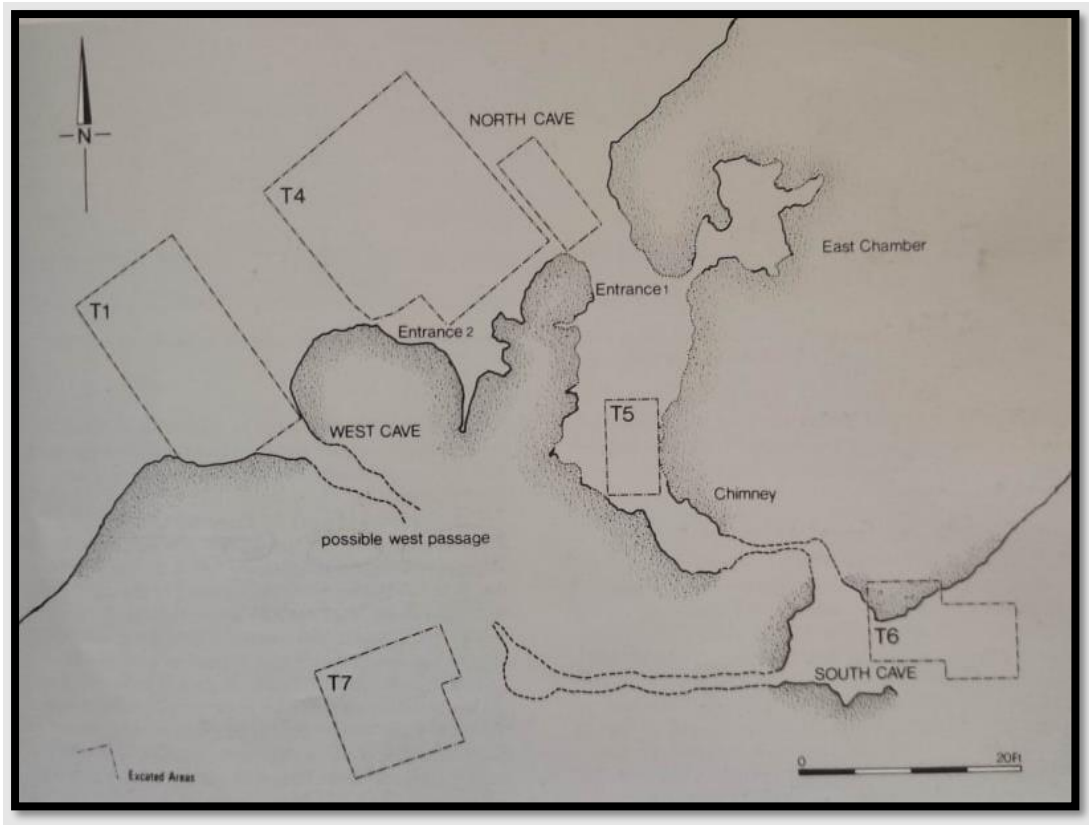 N
NORTH CAVE
T4
East Chamber
T1
Entrance 1
Entrance 2
T5
WEST CAVE
Chimney
possible west passage
T6
SOUTH CAVE
T7
0 20Ft
Excated Areas